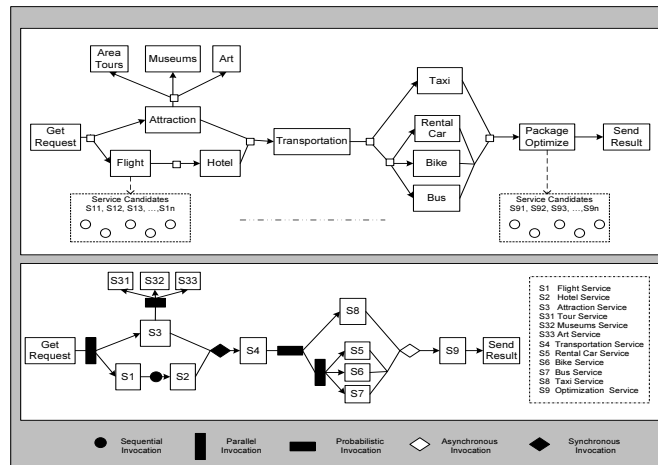 Area
Tours
Museums
Art
Taxi
Attraction
Get
Request
Rental
Car
Transportation
Package
Optimize
Send
Result
Flight
Hotel
Bike
Bus
Service Candidates
S11, S12, S13, ...,S1n
Service Candidates
S91, S92, S93, ...,S9n
S31
S32
S33
S3
S8
Get
Request
S1
S2
S4
S5
S6
S7
S9
Send
Result
S1 Flight Service
S2 Hotel Service
S3 Attraction Service
S31 Tour Service
S32 Museums Service
S33 Art Service
S4 Transportation Service
S5 Rental Car Service
S6 Bike Service
S7 Bus Service
S8 Taxi Service
S9 Optimization Service
Sequential
Invocation
Parallel
Invocation
Probabilistic
Invocation
Asynchronous
Invocation
Synchronous
Invocation